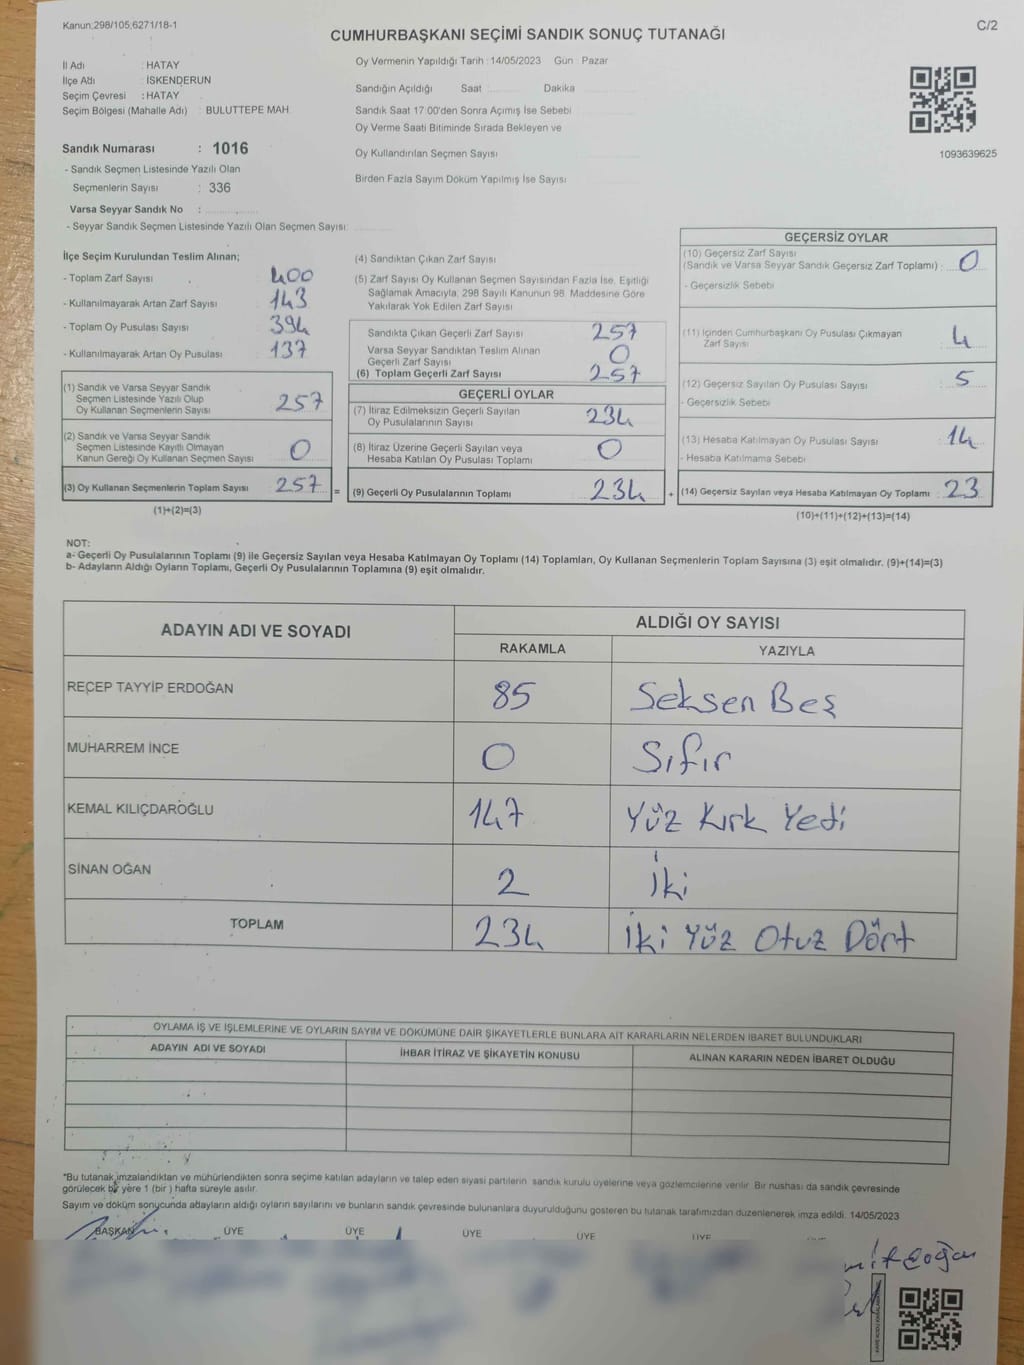 Kanun;298/105;6271/18-1
C/2
CUMHURBAŞKANI SEÇİMİ SANDIK SONUÇ TUTANAĞI
İl Adı : HATAY
İlçe Adı : İSKENDERUN
Seçim Çevresi : HATAY
Seçim Bölgesi (Mahalle Adı) : BULUTTEPE MAH.
Oy Vermenin Yapıldığı Tarih : 14/05/2023 Gün : Pazar
Sandığın Açıldığı Saat Dakika
Sandık Saat 17:00'den Sonra Açımış İse Sebebi
Oy Verme Saati Bitiminde Sırada Bekleyen ve
Oy Kullandırılan Seçmen Sayısı
Birden Fazla Sayım Döküm Yapılmış İse Sayısı
1093639625
Sandık Numarası : 1016
- Sandık Seçmen Listesinde Yazılı Olan
Seçmenlerin Sayısı : 336
Varsa Seyyar Sandık No :
- Seyyar Sandık Seçmen Listesinde Yazılı Olan Seçmen Sayısı:
İlçe Seçim Kurulundan Teslim Alınan;
- Toplam Zarf Sayısı 400
- Kullanılmayarak Artan Zarf Sayısı 143
- Toplam Oy Pusulası Sayısı 394
- Kullanılmayarak Artan Oy Pusulası 137
(1) Sandık ve Varsa Seyyar Sandık
Seçmen Listesinde Yazılı Olup
Oy Kullanan Seçmenlerin Sayısı 257
(2) Sandık ve Varsa Seyyar Sandık
Seçmen Listesinde Kayıtlı Olmayan
Kanun Gereği Oy Kullanan Seçmen Sayısı 0
(3) Oy Kullanan Seçmenlerin Toplam Sayısı 257 =
(1)+(2)=(3)
(4) Sandıktan Çıkan Zarf Sayısı
(5) Zarf Sayısı Oy Kullanan Seçmen Sayısından Fazla İse, Eşitliği
Sağlamak Amacıyla, 298 Sayılı Kanunun 98. Maddesine Göre
Yakılarak Yok Edilen Zarf Sayısı
Sandıkta Çıkan Geçerli Zarf Sayısı 257
Varsa Seyyar Sandıktan Teslim Alınan
Geçerli Zarf Sayısı 0
(6) Toplam Geçerli Zarf Sayısı 257
GEÇERLİ OYLAR
(7) İtiraz Edilmeksizin Geçerli Sayılan
Oy Pusulalarının Sayısı 234
(8) İtiraz Üzerine Geçerli Sayılan veya
Hesaba Katılan Oy Pusulası Toplamı 0
(9) Geçerli Oy Pusulalarının Toplamı 234 +
GEÇERSİZ OYLAR
(10) Geçersiz Zarf Sayısı
(Sandık ve Varsa Seyyar Sandık Geçersiz Zarf Toplamı) : 0
- Geçersizlik Sebebi
(11) İçinden Cumhurbaşkanı Oy Pusulası Çıkmayan
Zarf Sayısı 4
(12) Geçersiz Sayılan Oy Pusulası Sayısı : 5
- Geçersizlik Sebebi
(13) Hesaba Katılmayan Oy Pusulası Sayısı : 14
- Hesaba Katılmama Sebebi
(14) Geçersiz Sayılan veya Hesaba Katılmayan Oy Toplamı : 23
(10)+(11)+(12)+(13)=(14)
NOT:
a- Geçerli Oy Pusulalarının Toplamı (9) ile Geçersiz Sayılan veya Hesaba Katılmayan Oy Toplamı (14) Toplamları, Oy Kullanan Seçmenlerin Toplam Sayısına (3) eşit olmalıdır. (9)+(14)=(3)
b- Adayların Aldığı Oyların Toplamı, Geçerli Oy Pusulalarının Toplamına (9) eşit olmalıdır.
ADAYIN ADI VE SOYADI
ALDIĞI OY SAYISI
RAKAMLA YAZIYLA
RECEP TAYYİP ERDOĞAN 85 Seksen Beş
MUHARREM İNCE 0 Sıfır
KEMAL KILIÇDAROĞLU 147 Yüz Kırk Yedi
SİNAN OĞAN 2 İki
TOPLAM 234 İki Yüz Otuz Dört
OYLAMA İŞ VE İŞLEMLERİNE VE OYLARIN SAYIM VE DÖKÜMÜNE DAİR ŞİKAYETLERLE BUNLARA AİT KARARLARIN NELERDEN İBARET BULUNDUKLARI
ADAYIN ADI VE SOYADI İHBAR İTİRAZ VE ŞİKAYETİN KONUSU ALINAN KARARIN NEDEN İBARET OLDUĞU
*Bu tutanak imzalandıktan ve mühürlendikten sonra seçime katılan adayların ve talep eden siyasi partilerin sandık kurulu üyelerine veya gözlemcilerine verilir. Bir nushası da sandık çevresinde
görülecek bir yere 1 (bir ) hafta süreyle asılır.
Sayım ve döküm sonucunda adayların aldığı oyların sayılarını ve bunların sandık çevresinde bulunanlara duyurulduğunu gösteren bu tutanak tarafımızdan düzenlenerek imza edildi. 14/05/2023
BAŞKAN ÜYE ÜYE ÜYE ÜYE ÜYE